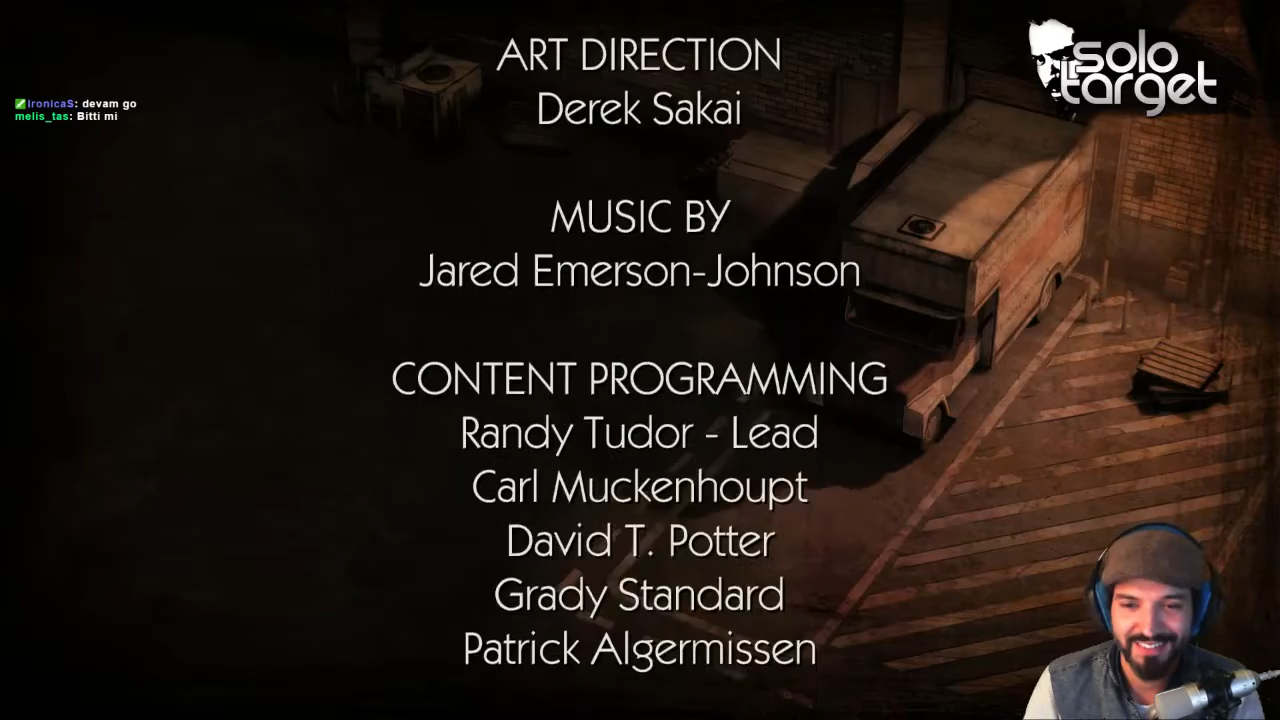 ART DIRECTION
Derek Sakai
solo
target
IronicaS: devam go
melis_tas: Bitti mi
MUSIC BY
Jared Emerson-Johnson
CONTENT PROGRAMMING
Randy Tudor - Lead
Carl Muckenhoupt
David T. Potter
Grady Standard
Patrick Algermissen